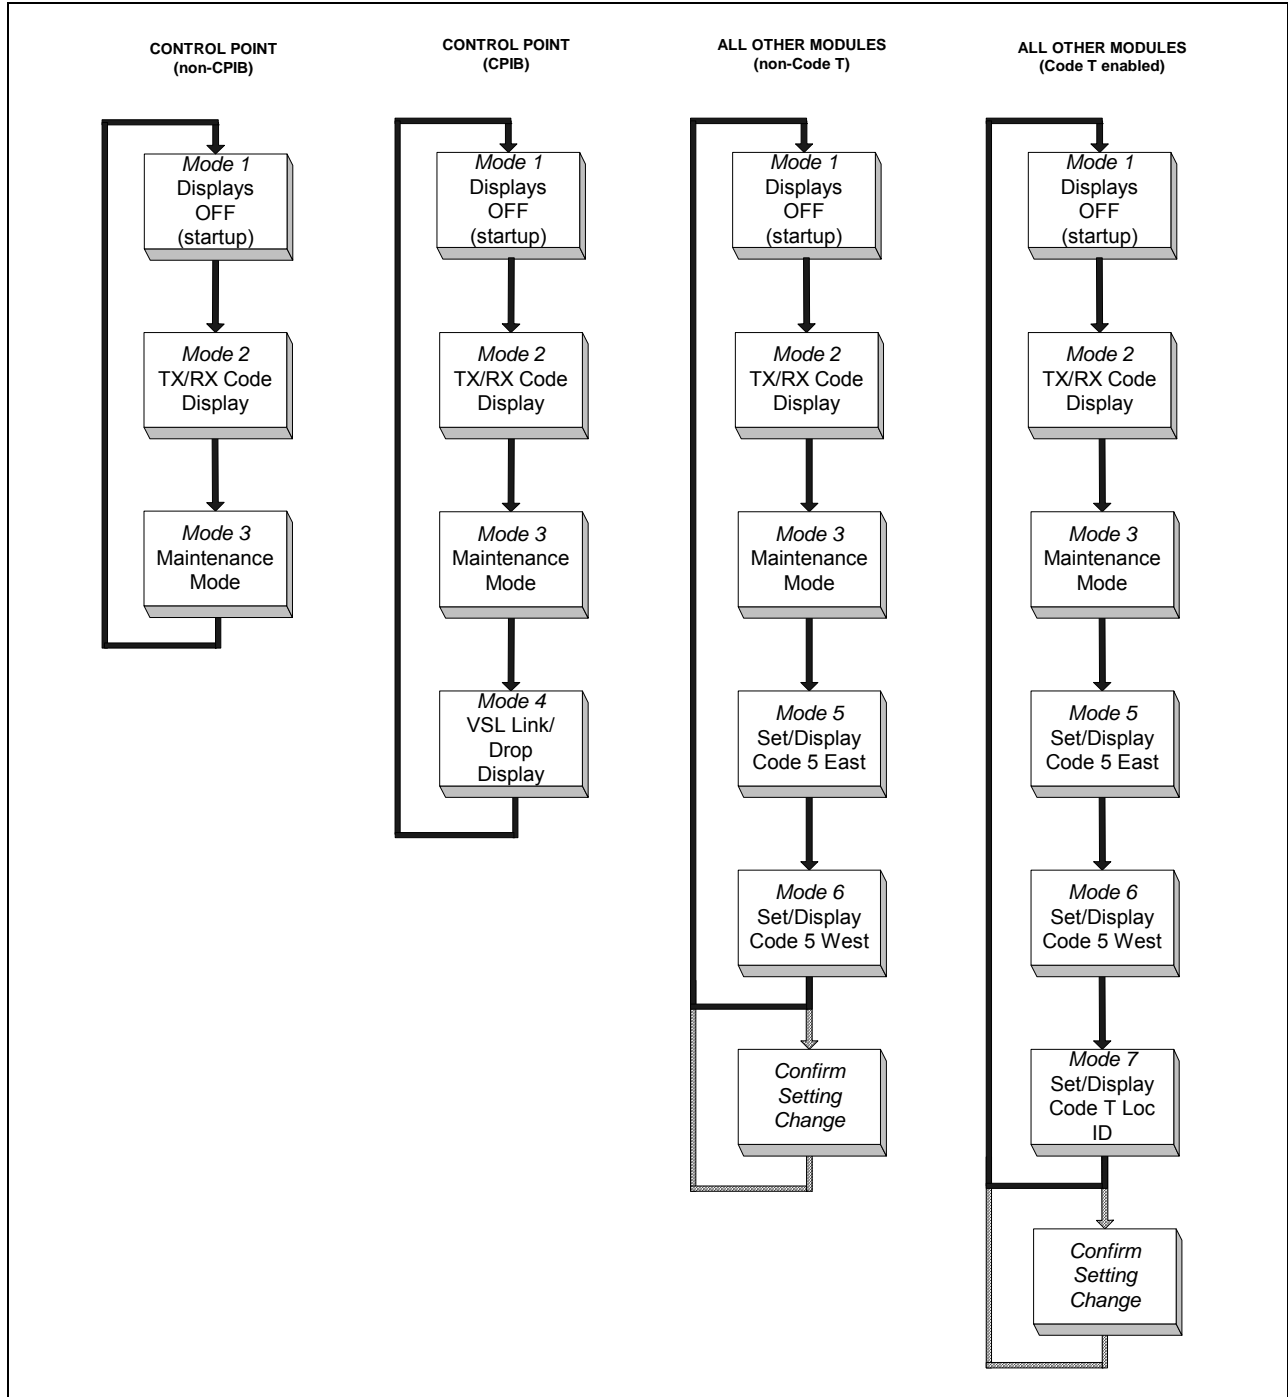 CONTROL POINT
(non-CPIB)
Mode 1
Displays
OFF
(startup)
Mode 2
TX/RX Code
Display
Mode 3
Maintenance
Mode
CONTROL POINT
(CPIB)
Mode 1
Displays
OFF
(startup)
Mode 2
TX/RX Code
Display
Mode 3
Maintenance
Mode
Mode 4
VSL Link/
Drop
Display
ALL OTHER MODULES
(non-Code T)
Mode 1
Displays
OFF
(startup)
Mode 2
TX/RX Code
Display
Mode 3
Maintenance
Mode
Mode 5
Set/Display
Code 5 East
Mode 6
Set/Display
Code 5 West
Confirm
Setting
Change
ALL OTHER MODULES
(Code T enabled)
Mode 1
Displays
OFF
(startup)
Mode 2
TX/RX Code
Display
Mode 3
Maintenance
Mode
Mode 5
Set/Display
Code 5 East
Mode 6
Set/Display
Code 5 West
Mode 7
Set/Display
Code T Loc
ID
Confirm
Setting
Change